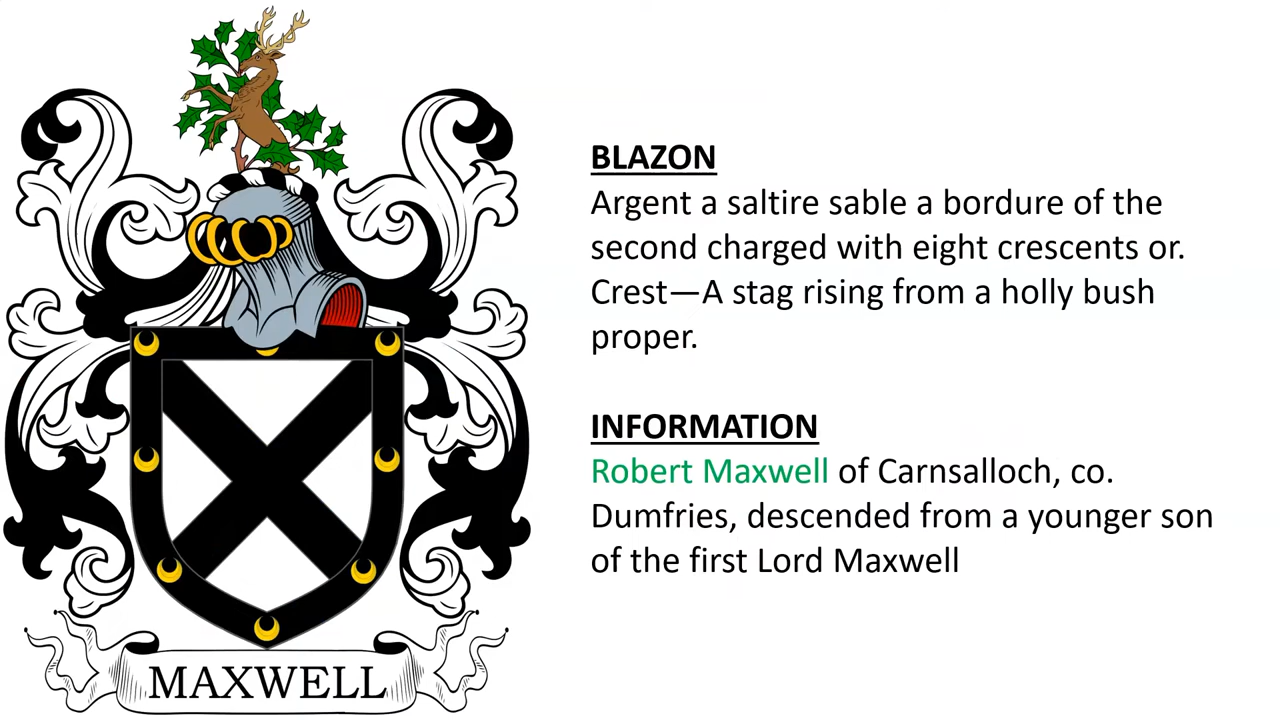 BLAZON
Argent a saltire sable a bordure of the
second charged with eight crescents or.
Crest—A stag rising from a holly bush
proper.
INFORMATION
Robert Maxwell of Carnsalloch, co.
Dumfries, descended from a younger son
of the first Lord Maxwell
MAXWELL